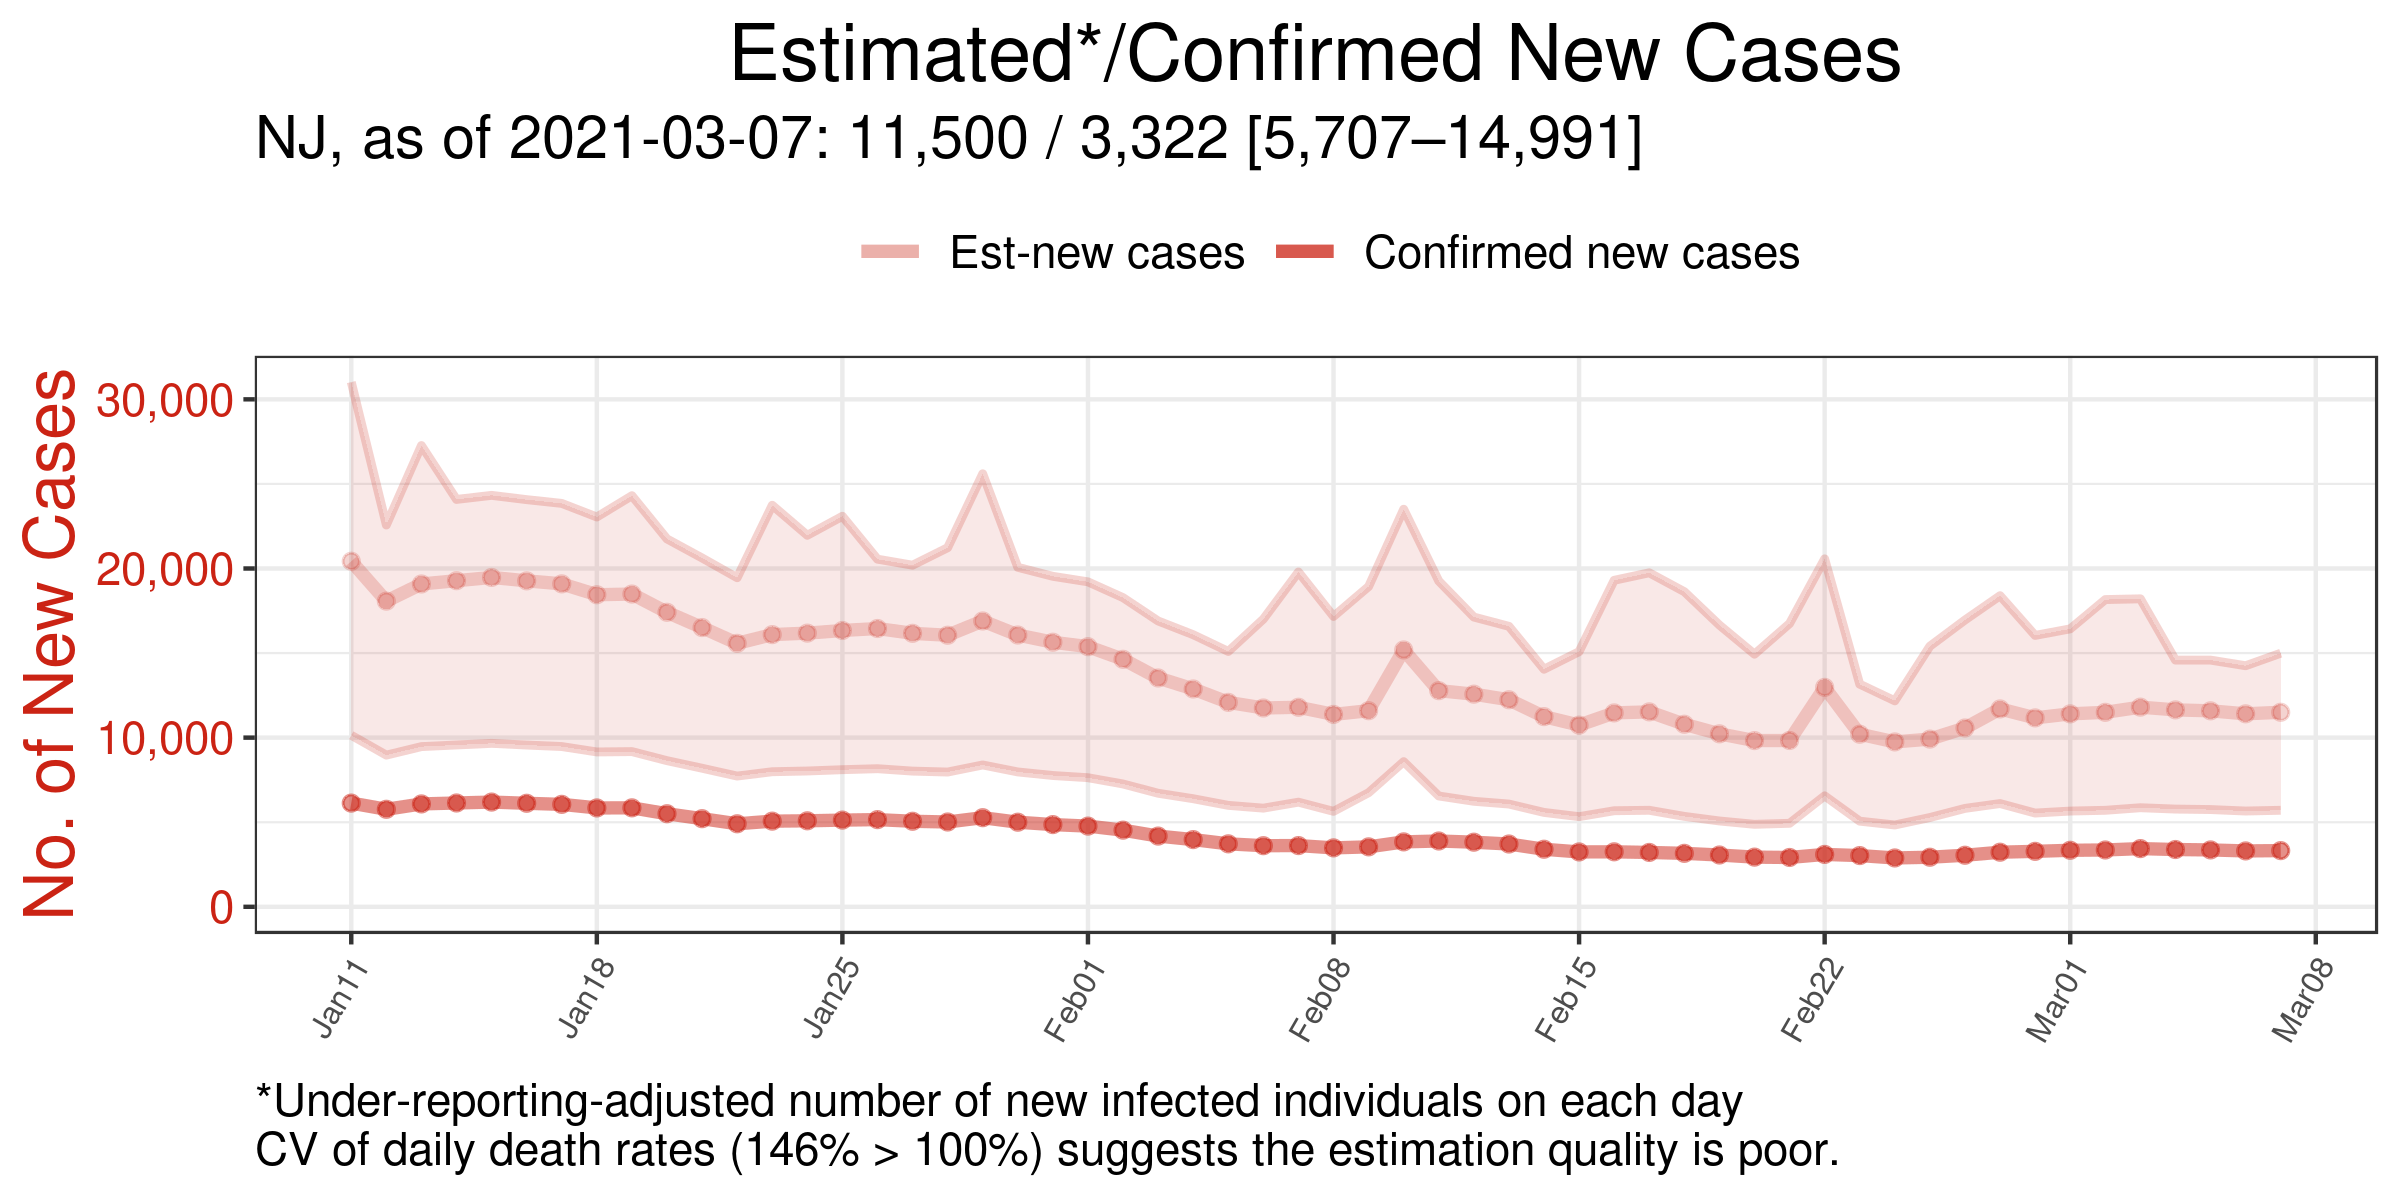 Estimated*/Confirmed New Cases
NJ, as of 2021-03-07: 11,500 / 3,322 [5,707–14,991]
Est-new cases
Confirmed new cases
No. of New Cases
30,000
20,000
10,000
0
Jan11
Jan18
Jan25
Feb01
Feb08
Feb15
Feb22
Mar01
Mar08
*Under-reporting-adjusted number of new infected individuals on each day
CV of daily death rates (146% > 100%) suggests the estimation quality is poor.